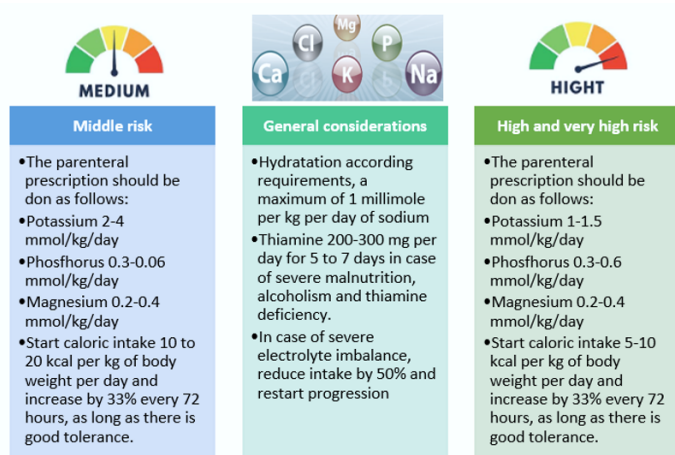 MEDIUM
Middle risk
•The parenteral
prescription should be
don as follows:
•Potassium 2-4
mmol/kg/day
•Phosfhorus 0.3-0.06
mmol/kg/day
•Magnesium 0.2-0.4
mmol/kg/day
•Start caloric intake 10 to
20 kcal per kg of body
weight per day and
increase by 33% every 72
hours, as long as there is
good tolerance.
Mg
Cl
P
Ca
K
Na
General considerations
•Hydratation according
requirements, a
maximum of 1 millimole
per kg per day of sodium
•Thiamine 200-300 mg per
day for 5 to 7 days in case
of severe malnutrition,
alcoholism and thiamine
deficiency.
•In case of severe
electrolyte imbalance,
reduce intake by 50% and
restart progression
HIGHT
High and very high risk
•The parenteral
prescription should be
don as follows:
•Potassium 1-1.5
mmol/kg/day
•Phosfhorus 0.3-0.6
mmol/kg/day
•Magnesium 0.2-0.4
mmol/kg/day
•Start caloric intake 5-10
kcal per kg of body
weight per day and
increase by 33% every 72
hours, as long as there is
good tolerance.